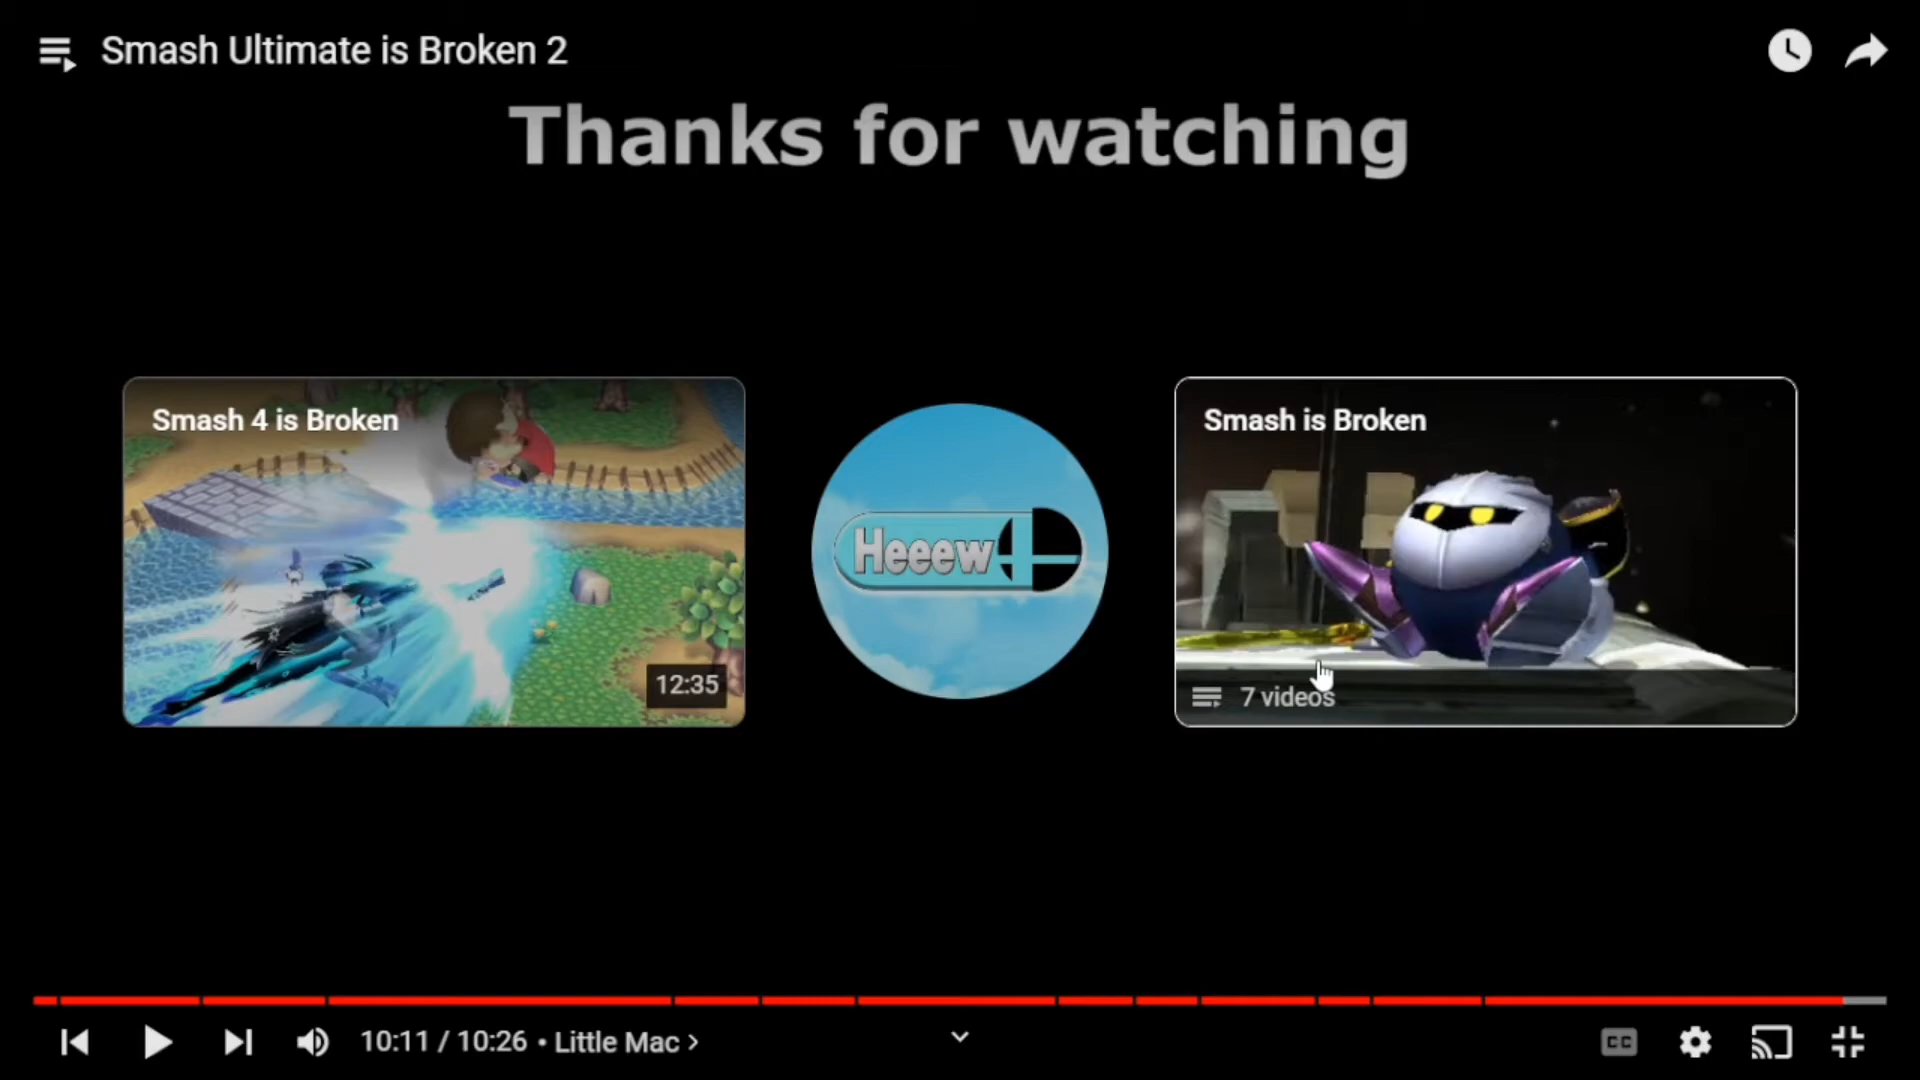 Smash Ultimate is Broken 2
Thanks for watching
Smash 4 is Broken
12:35
Heeew
Smash is Broken
7 videos
10:11 / 10:26 • Little Mac >
CC